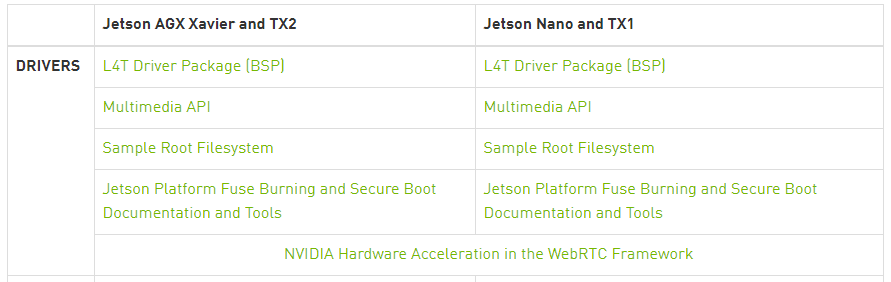 Jetson AGX Xavier and TX2 Jetson Nano and TX1
DRIVERS L4T Driver Package (BSP) L4T Driver Package (BSP)
Multimedia API Multimedia API
Sample Root Filesystem Sample Root Filesystem
Jetson Platform Fuse Burning and Secure Boot Jetson Platform Fuse Burning and Secure Boot
Documentation and Tools Documentation and Tools
NVIDIA Hardware Acceleration in the WebRTC Framework